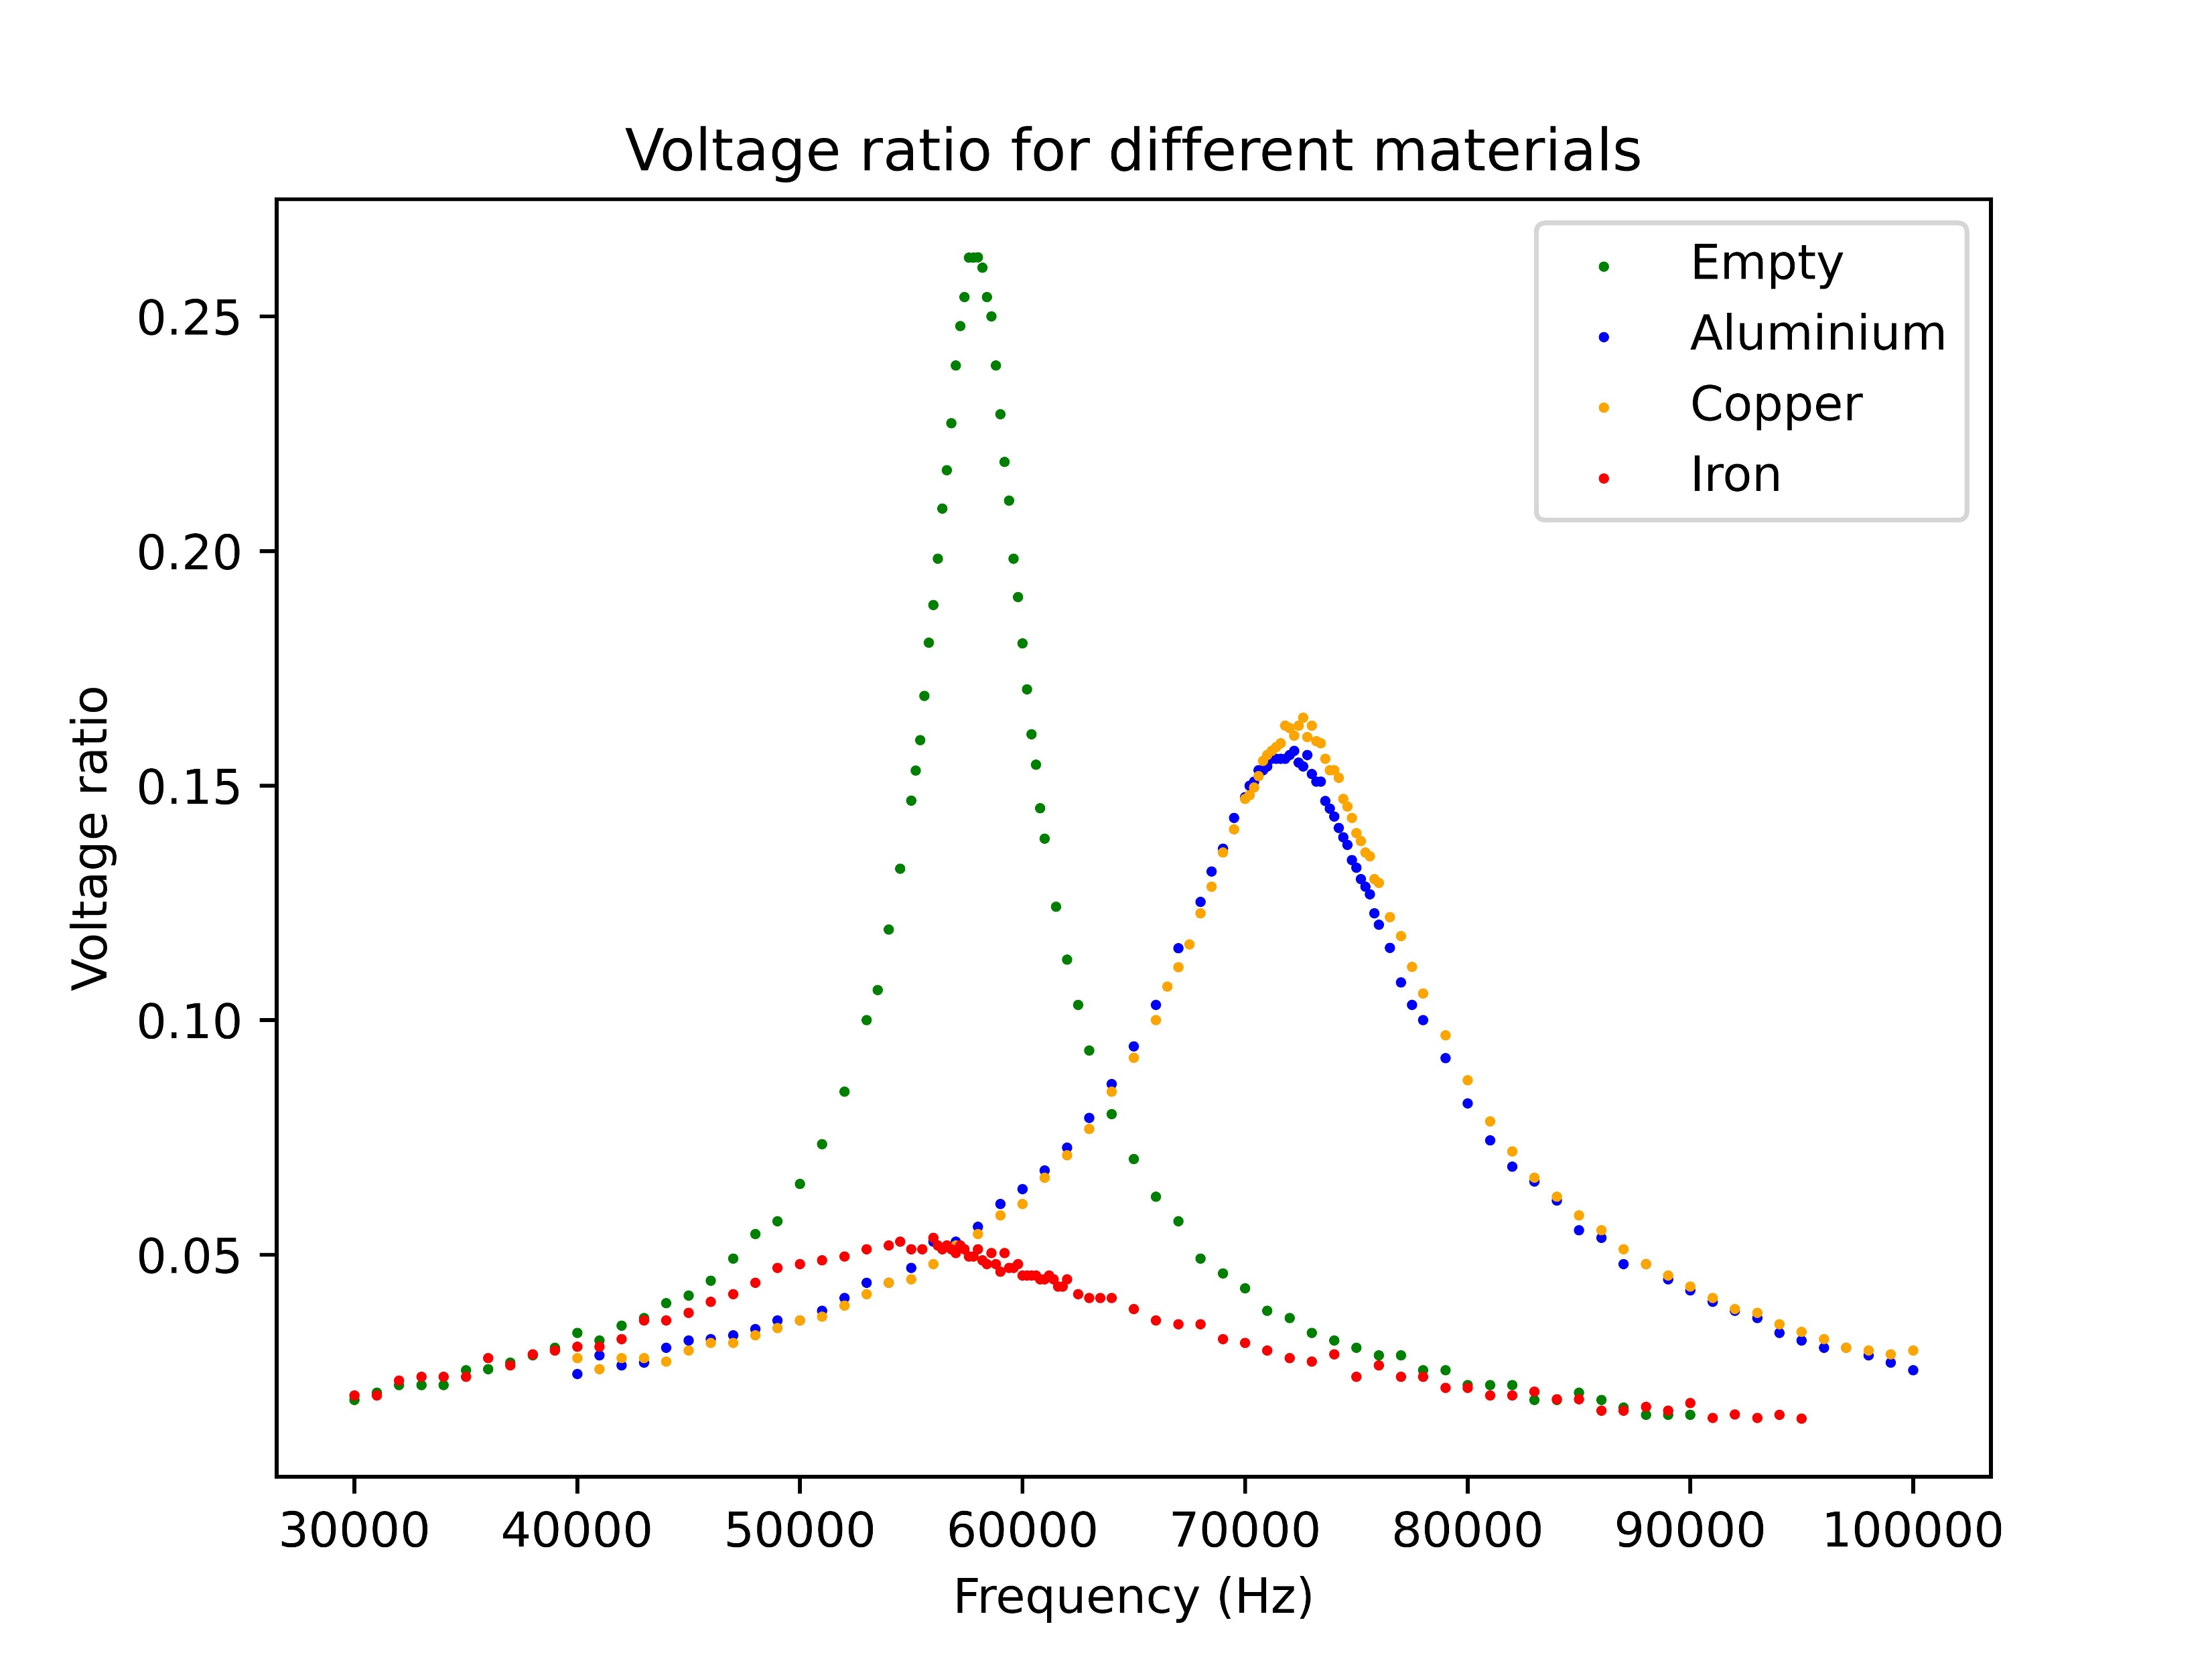 Voltage ratio for different materials
Empty
Aluminium
Copper
Iron
0.25
0.20
0.15
0.10
0.05
Voltage ratio
30000 40000 50000 60000 70000 80000 90000 100000
Frequency (Hz)